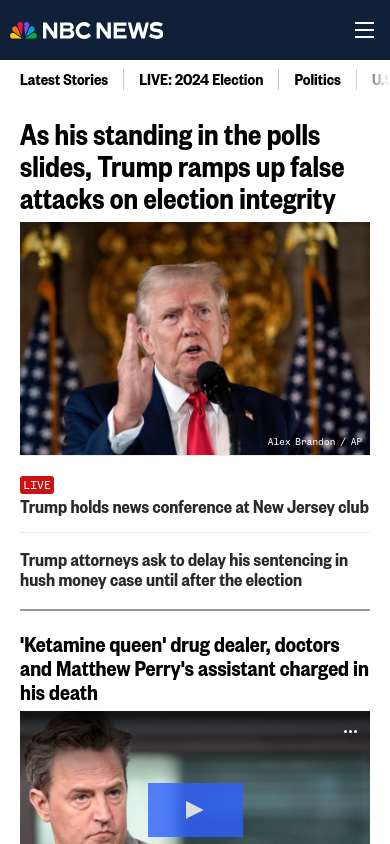 NBC NEWS
Latest Stories
LIVE: 2024 Election
Politics
U.S
As his standing in the polls
slides, Trump ramps up false
attacks on election integrity
Alex Brandon / AP
LIVE
Trump holds news conference at New Jersey club
Trump attorneys ask to delay his sentencing in
hush money case until after the election
'Ketamine queen' drug dealer, doctors
and Matthew Perry's assistant charged in
his death